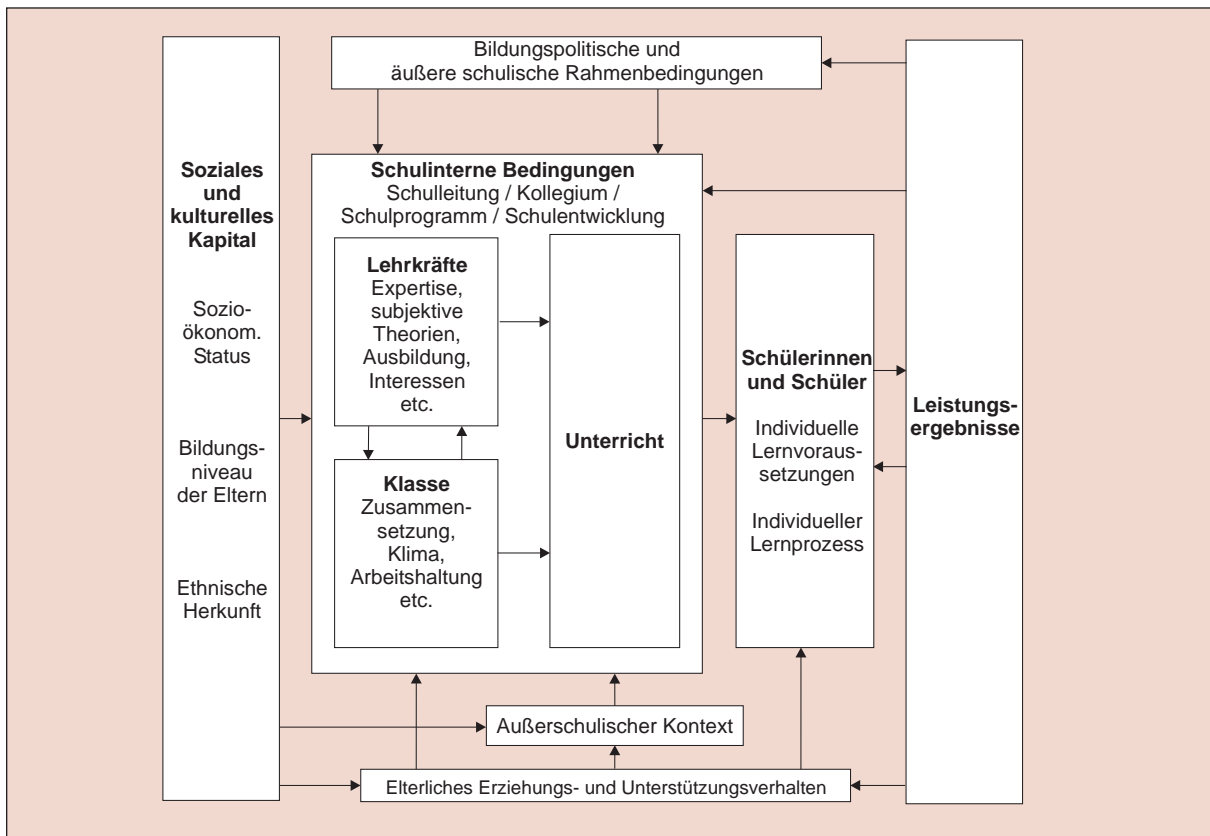 Bildungspolitische und
äußere schulische Rahmenbedingungen
Soziales
und
kulturelles
Kapital
Sozio-
ökonom.
Status
Bildungs-
niveau
der Eltern
Ethnische
Herkunft
Schulinterne Bedingungen
Schulleitung / Kollegium /
Schulprogramm / Schulentwicklung
Lehrkräfte
Expertise,
subjektive
Theorien,
Ausbildung,
Interessen
etc.
Klasse
Zusammen-
setzung,
Klima,
Arbeitshaltung
etc.
Unterricht
Schülerinnen
und Schüler
Individuelle
Lernvoraus-
setzungen
Individueller
Lernprozess
Leistungs-
ergebnisse
Außerschulischer Kontext
Elterliches Erziehungs- und Unterstützungsverhalten